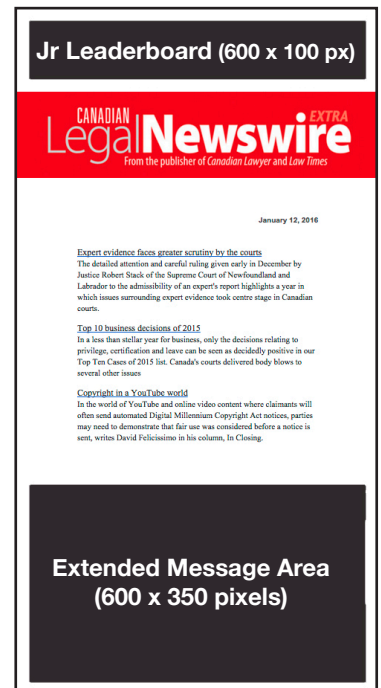 Jr Leaderboard (600 x 100 px)
CANADIAN
EXTRA
LegalNewswire
From the publisher of Canadian Lawyer and Law Times
January 12, 2016
Expert evidence faces greater scrutiny by the courts
The detailed attention and careful ruling given early in December by
Justice Robert Stack of the Supreme Court of Newfoundland and
Labrador to the admissibility of an expert's report highlights a year in
which issues surrounding expert evidence took centre stage in Canadian
courts.
Top 10 business decisions of 2015
In a less than stellar year for business, only the decisions relating to
privilege, certification and leave can be seen as decidedly positive in our
Top Ten Cases of 2015 list. Canada's courts delivered body blows to
several other issues
Copyright in a YouTube world
In the world of YouTube and online video content where claimants will
often send automated Digital Millennium Copyright Act notices, parties
may need to demonstrate that fair use was considered before a notice is
sent, writes David Felicissimo in his column, In Closing.
Extended Message Area
(600 x 350 pixels)